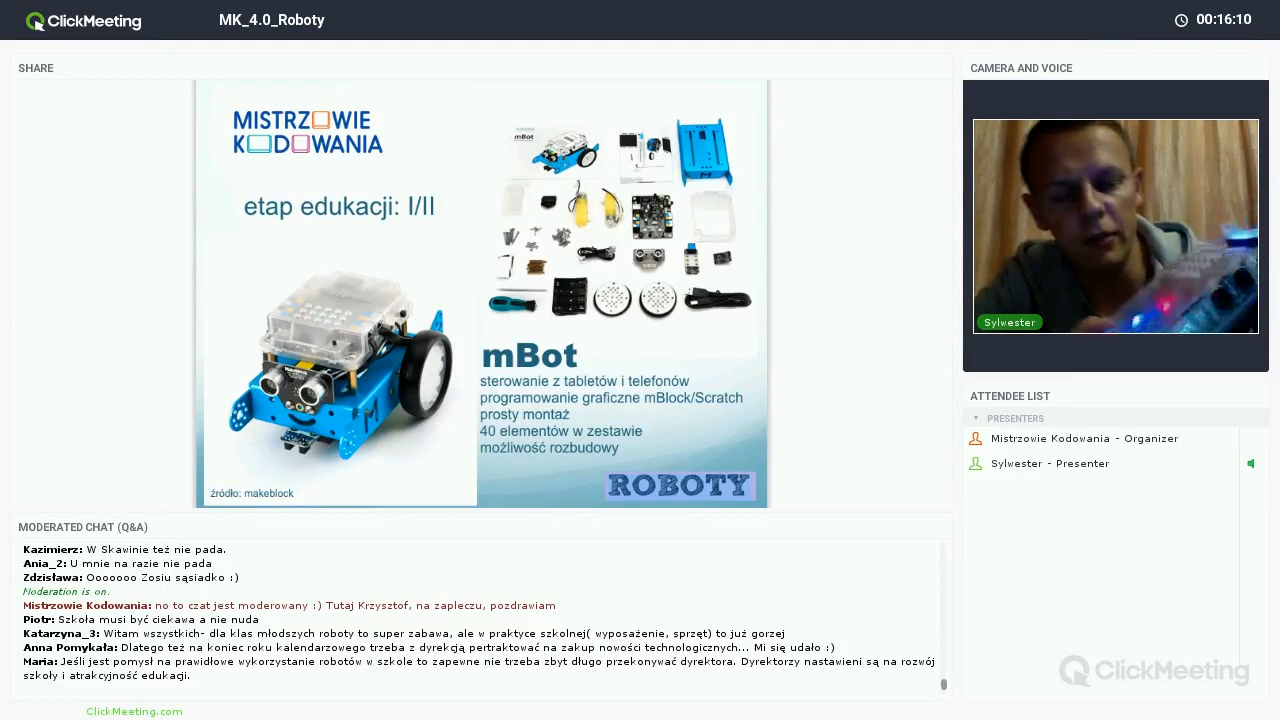 ClickMeeting
MK_4.0_Roboty
00:16:10
SHARE
MISTRZOWIE
KODOWANIA
etap edukacji: I/II
mBot
mBot
sterowanie z tabletów i telefonów
programowanie graficzne mBlock/Scratch
prosty montaż
40 elementów w zestawie
możliwość rozbudowy
źródło: makeblock
ROBOTY
CAMERA AND VOICE
Sylwester
ATTENDEE LIST
PRESENTERS
Mistrzowie Kodowania - Organizer
Sylwester - Presenter
MODERATED CHAT (Q&A)
Kazimierz: W Skawinie też nie pada.
Ania_2: U mnie na razie nie pada
Zdzisława: Ooooooo Zosiu sąsiadko :)
Moderation is on.
Mistrzowie Kodowania: no to czat jest moderowany :) Tutaj Krzysztof, na zapleczu, pozdrawiam
Piotr: Szkoła musi być ciekawa a nie nuda
Katarzyna_3: Witam wszystkich- dla klas młodszych roboty to super zabawa, ale w praktyce szkolnej( wyposażenie, sprzęt) to już gorzej
Anna Pomykała: Dlatego też na koniec roku kalendarzowego trzeba z dyrekcją pertraktować na zakup nowości technologicznych... Mi się udało :)
Maria: Jeśli jest pomysł na prawidłowe wykorzystanie robotów w szkole to zapewne nie trzeba zbyt długo przekonywać dyrektora. Dyrektorzy nastawieni są na rozwój
szkoły i atrakcyjność edukacji.
ClickMeeting
ClickMeeting.com